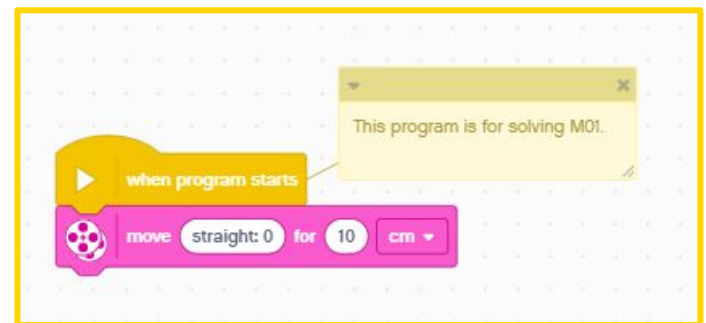 This program is for solving M01.
when program starts
move straight: 0 for 10 cm